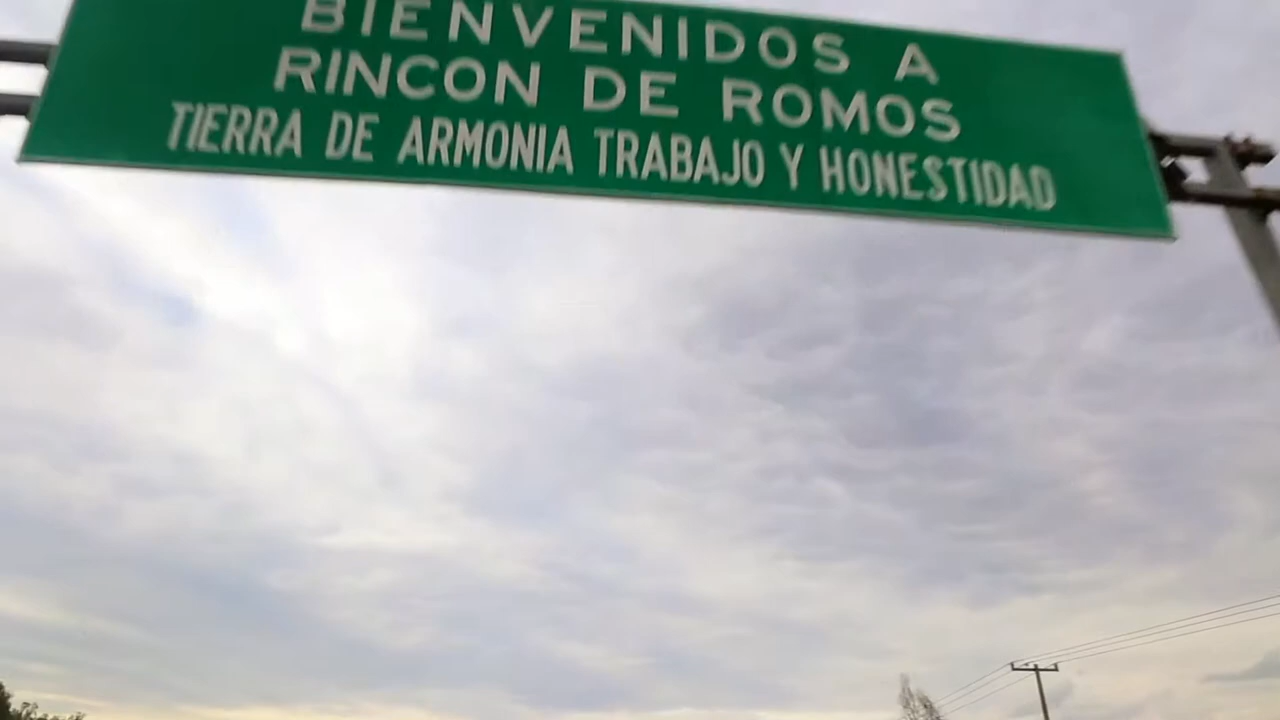 BIENVENIDOS A
RINCON DE ROMOS
TIERRA DE ARMONIA TRABAJO Y HONESTIDAD